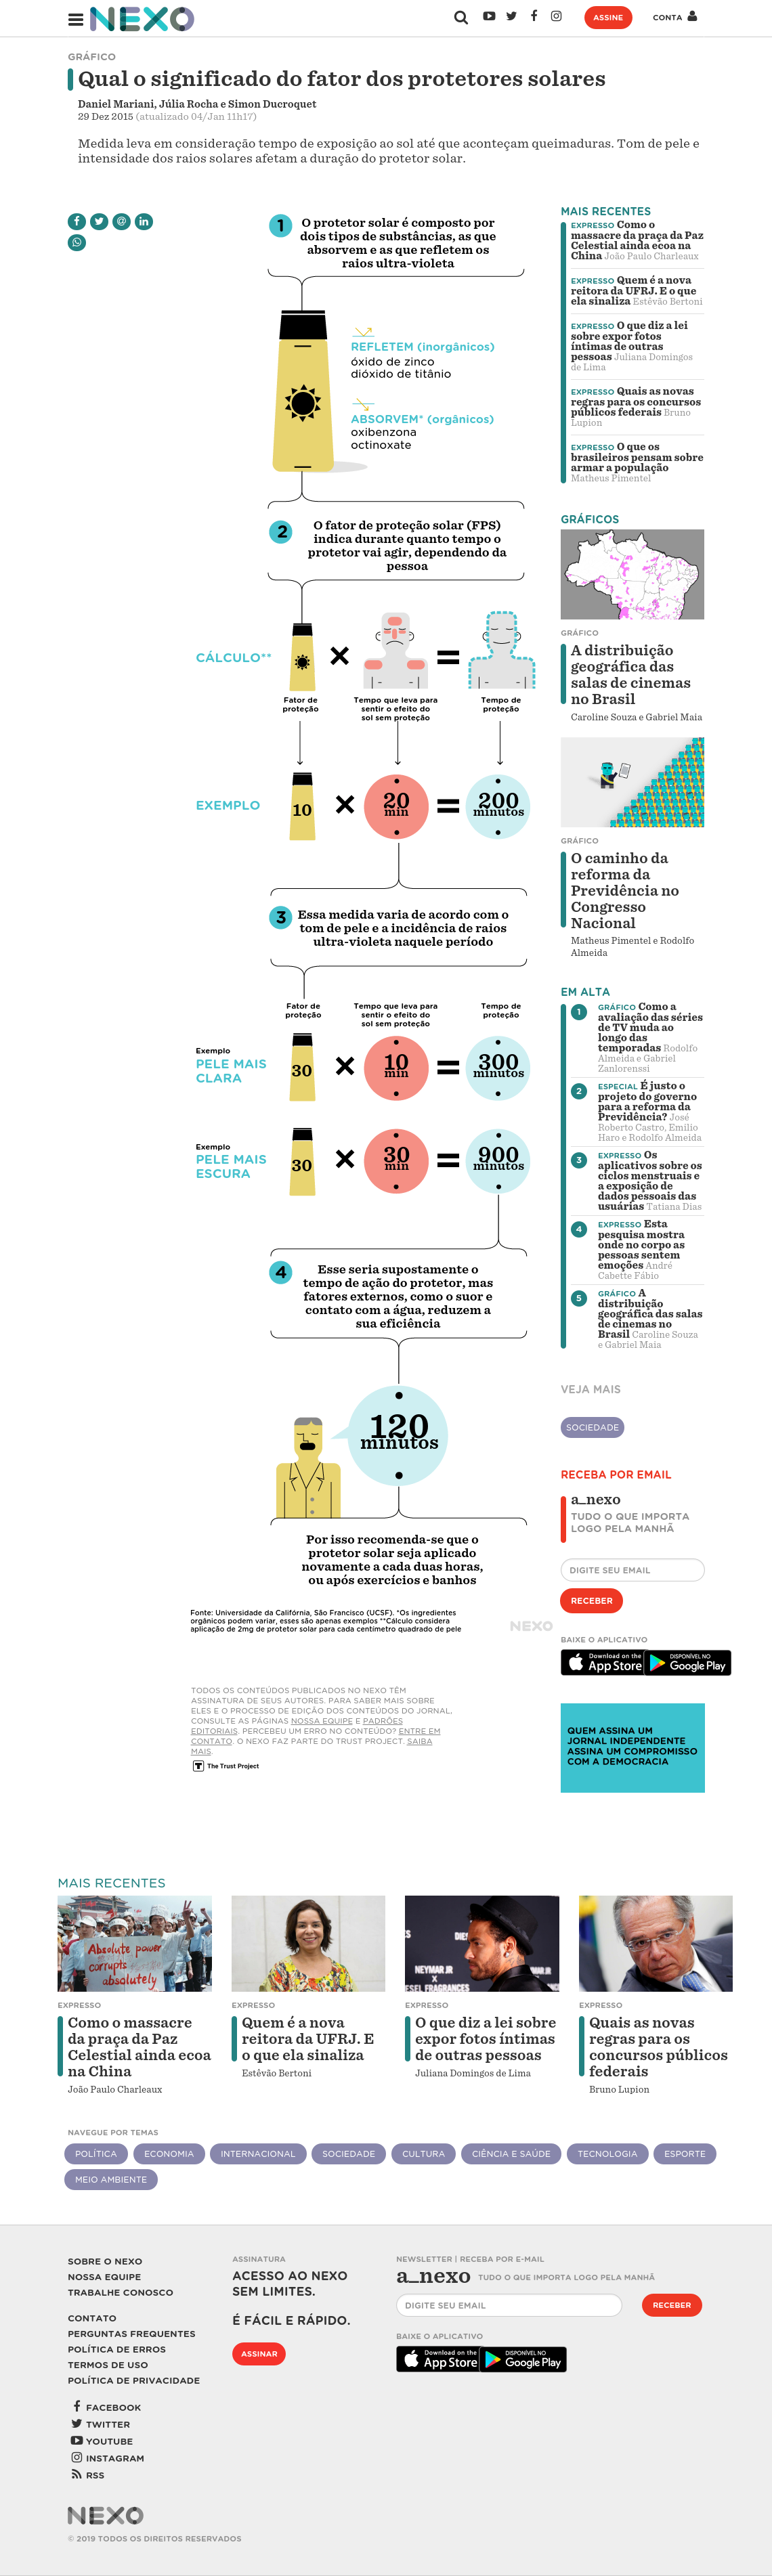 NEXO
ASSINE
CONTA
GRÁFICO
Qual o significado do fator dos protetores solares
Daniel Mariani, Júlia Rocha e Simon Ducroquet
29 Dez 2015 (atualizado 04/Jan 11h17)
Medida leva em consideração tempo de exposição ao sol até que aconteçam queimaduras. Tom de pele e
intensidade dos raios solares afetam a duração do protetor solar.
1
O protetor solar é composto por
dois tipos de substâncias, as que
absorvem e as que refletem os
raios ultra-violeta
REFLETEM (inorgânicos)
óxido de zinco
dióxido de titânio
ABSORVEM* (orgânicos)
oxibenzona
octinoxate
2
O fator de proteção solar (FPS)
indica durante quanto tempo o
protetor vai agir, dependendo da
pessoa
CÁLCULO**
×
=
Fator de
proteção
Tempo que leva para
sentir o efeito do
sol sem proteção
Tempo de
proteção
EXEMPLO
10
×
20
min
=
200
minutos
3
Essa medida varia de acordo com o
tom de pele e a incidência de raios
ultra-violeta naquele período
Fator de
proteção
Tempo que leva para
sentir o efeito do
sol sem proteção
Tempo de
proteção
Exemplo
PELE MAIS
CLARA
30
×
10
min
=
300
minutos
Exemplo
PELE MAIS
ESCURA
30
×
30
min
=
900
minutos
4
Esse seria supostamente o
tempo de ação do protetor, mas
fatores externos, como o suor e
contato com a água, reduzem a
sua eficiência
120
minutos
Por isso recomenda-se que o
protetor solar seja aplicado
novamente a cada duas horas,
ou após exercícios e banhos
Fonte: Universidade da Califórnia, São Francisco (UCSF). *Os ingredientes
orgânicos podem variar, esses são apenas exemplos **Cálculo considera
aplicação de 2mg de protetor solar para cada centímetro quadrado de pele
NEXO
TODOS OS CONTEÚDOS PUBLICADOS NO NEXO TÊM
ASSINATURA DE SEUS AUTORES. PARA SABER MAIS SOBRE
ELES E O PROCESSO DE EDIÇÃO DOS CONTEÚDOS DO JORNAL,
CONSULTE AS PÁGINAS NOSSA EQUIPE E PADRÕES
EDITORIAIS. PERCEBEU UM ERRO NO CONTEÚDO? ENTRE EM
CONTATO. O NEXO FAZ PARTE DO TRUST PROJECT. SAIBA
MAIS.
T The Trust Project
MAIS RECENTES
EXPRESSO Como o
massacre da praça da Paz
Celestial ainda ecoa na
China João Paulo Charleaux
EXPRESSO Quem é a nova
reitora da UFRJ. E o que
ela sinaliza Estêvão Bertoni
EXPRESSO O que diz a lei
sobre expor fotos
íntimas de outras
pessoas Juliana Domingos
de Lima
EXPRESSO Quais as novas
regras para os concursos
públicos federais Bruno
Lupion
EXPRESSO O que os
brasileiros pensam sobre
armar a população
Matheus Pimentel
GRÁFICOS
GRÁFICO
A distribuição
geográfica das
salas de cinemas
no Brasil
Caroline Souza e Gabriel Maia
GRÁFICO
O caminho da
reforma da
Previdência no
Congresso
Nacional
Matheus Pimentel e Rodolfo
Almeida
EM ALTA
1
GRÁFICO Como a
avaliação das séries
de TV muda ao
longo das
temporadas Rodolfo
Almeida e Gabriel
Zanlorenssi
2
ESPECIAL É justo o
projeto do governo
para a reforma da
Previdência? José
Roberto Castro, Emilio
Haro e Rodolfo Almeida
3
EXPRESSO Os
aplicativos sobre os
ciclos menstruais e
a exposição de
dados pessoais das
usuárias Tatiana Dias
4
EXPRESSO Esta
pesquisa mostra
onde no corpo as
pessoas sentem
emoções André
Cabette Fábio
5
GRÁFICO A
distribuição
geográfica das salas
de cinemas no
Brasil Caroline Souza
e Gabriel Maia
VEJA MAIS
SOCIEDADE
RECEBA POR EMAIL
a_nexo
TUDO O QUE IMPORTA
LOGO PELA MANHÃ
DIGITE SEU EMAIL
RECEBER
BAIXE O APLICATIVO
Download on the
App Store
DISPONÍVEL NO
Google Play
QUEM ASSINA UM
JORNAL INDEPENDENTE
ASSINA UM COMPROMISSO
COM A DEMOCRACIA
MAIS RECENTES
Absolute power
corrupts
absolutely
NEYMAR JR
DIESEL FRAGRANCES
EXPRESSO
Como o massacre
da praça da Paz
Celestial ainda ecoa
na China
João Paulo Charleaux
EXPRESSO
Quem é a nova
reitora da UFRJ. E
o que ela sinaliza
Estêvão Bertoni
EXPRESSO
O que diz a lei sobre
expor fotos íntimas
de outras pessoas
Juliana Domingos de Lima
EXPRESSO
Quais as novas
regras para os
concursos públicos
federais
Bruno Lupion
NAVEGUE POR TEMAS
POLÍTICA
ECONOMIA
INTERNACIONAL
SOCIEDADE
CULTURA
CIÊNCIA E SAÚDE
TECNOLOGIA
ESPORTE
MEIO AMBIENTE
SOBRE O NEXO
NOSSA EQUIPE
TRABALHE CONOSCO
CONTATO
PERGUNTAS FREQUENTES
POLÍTICA DE ERROS
TERMOS DE USO
POLÍTICA DE PRIVACIDADE
FACEBOOK
TWITTER
YOUTUBE
INSTAGRAM
RSS
ASSINATURA
ACESSO AO NEXO
SEM LIMITES.
É FÁCIL E RÁPIDO.
ASSINAR
NEWSLETTER | RECEBA POR E-MAIL
a_nexo TUDO O QUE IMPORTA LOGO PELA MANHÃ
DIGITE SEU EMAIL
RECEBER
BAIXE O APLICATIVO
Download on the
App Store
DISPONÍVEL NO
Google Play
NEXO
© 2019 TODOS OS DIREITOS RESERVADOS